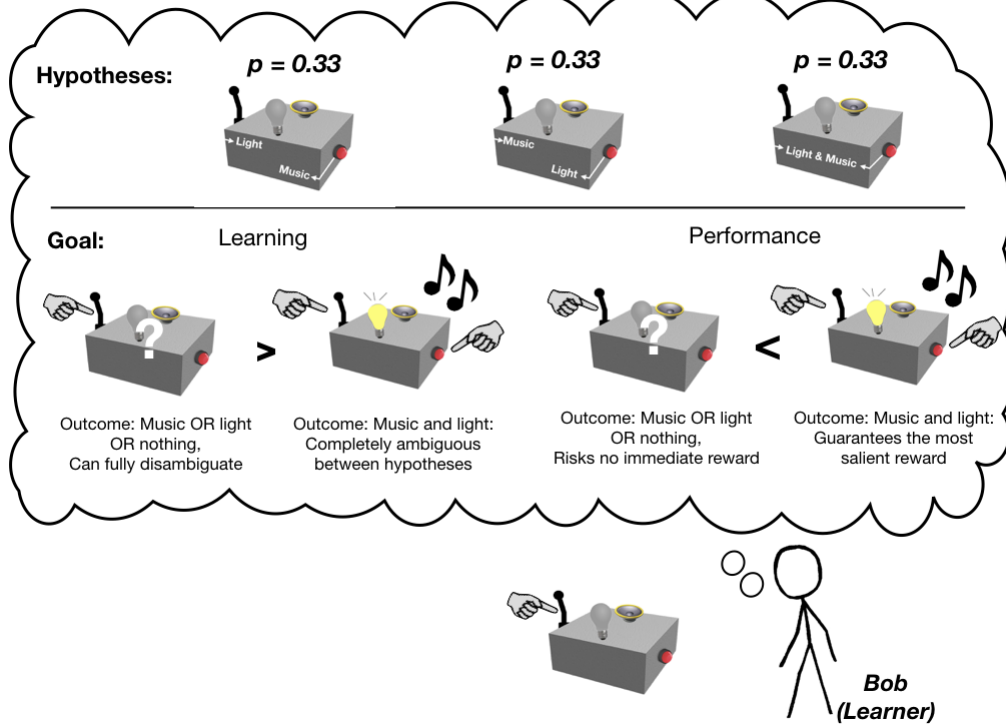 Hypotheses:
p = 0.33
p = 0.33
p = 0.33
Light
Music
Music
Light
Light & Music
Goal:
Learning
Performance
?
>
?
<
Outcome: Music OR light
OR nothing,
Can fully disambiguate
Outcome: Music and light:
Completely ambiguous
between hypotheses
Outcome: Music OR light
OR nothing,
Risks no immediate reward
Outcome: Music and light:
Guarantees the most
salient reward
Bob
(Learner)